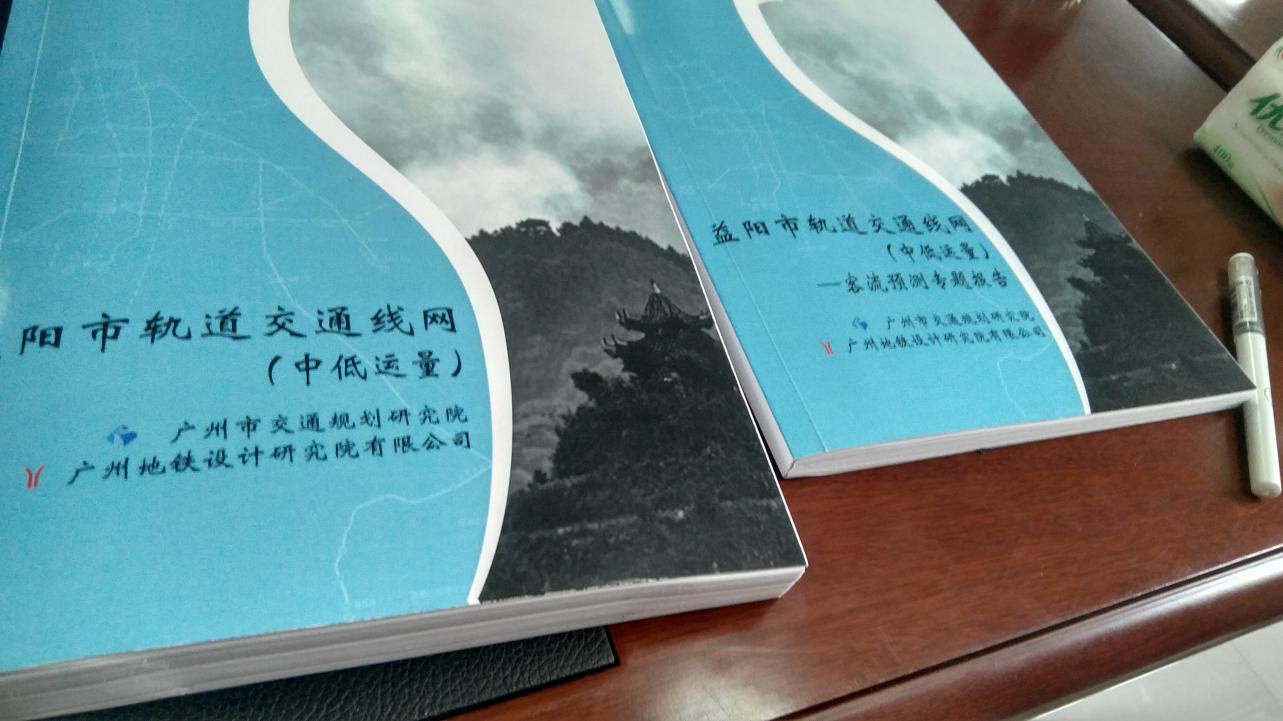 阳市轨道交通线网
（中低运量）
广州市交通规划研究院
广州地铁设计研究院有限公司
益阳市轨道交通线网
（中低运量）
—客流预测专题报告
广州市交通规划研究院
广州地铁设计研究院有限公司
优
400g